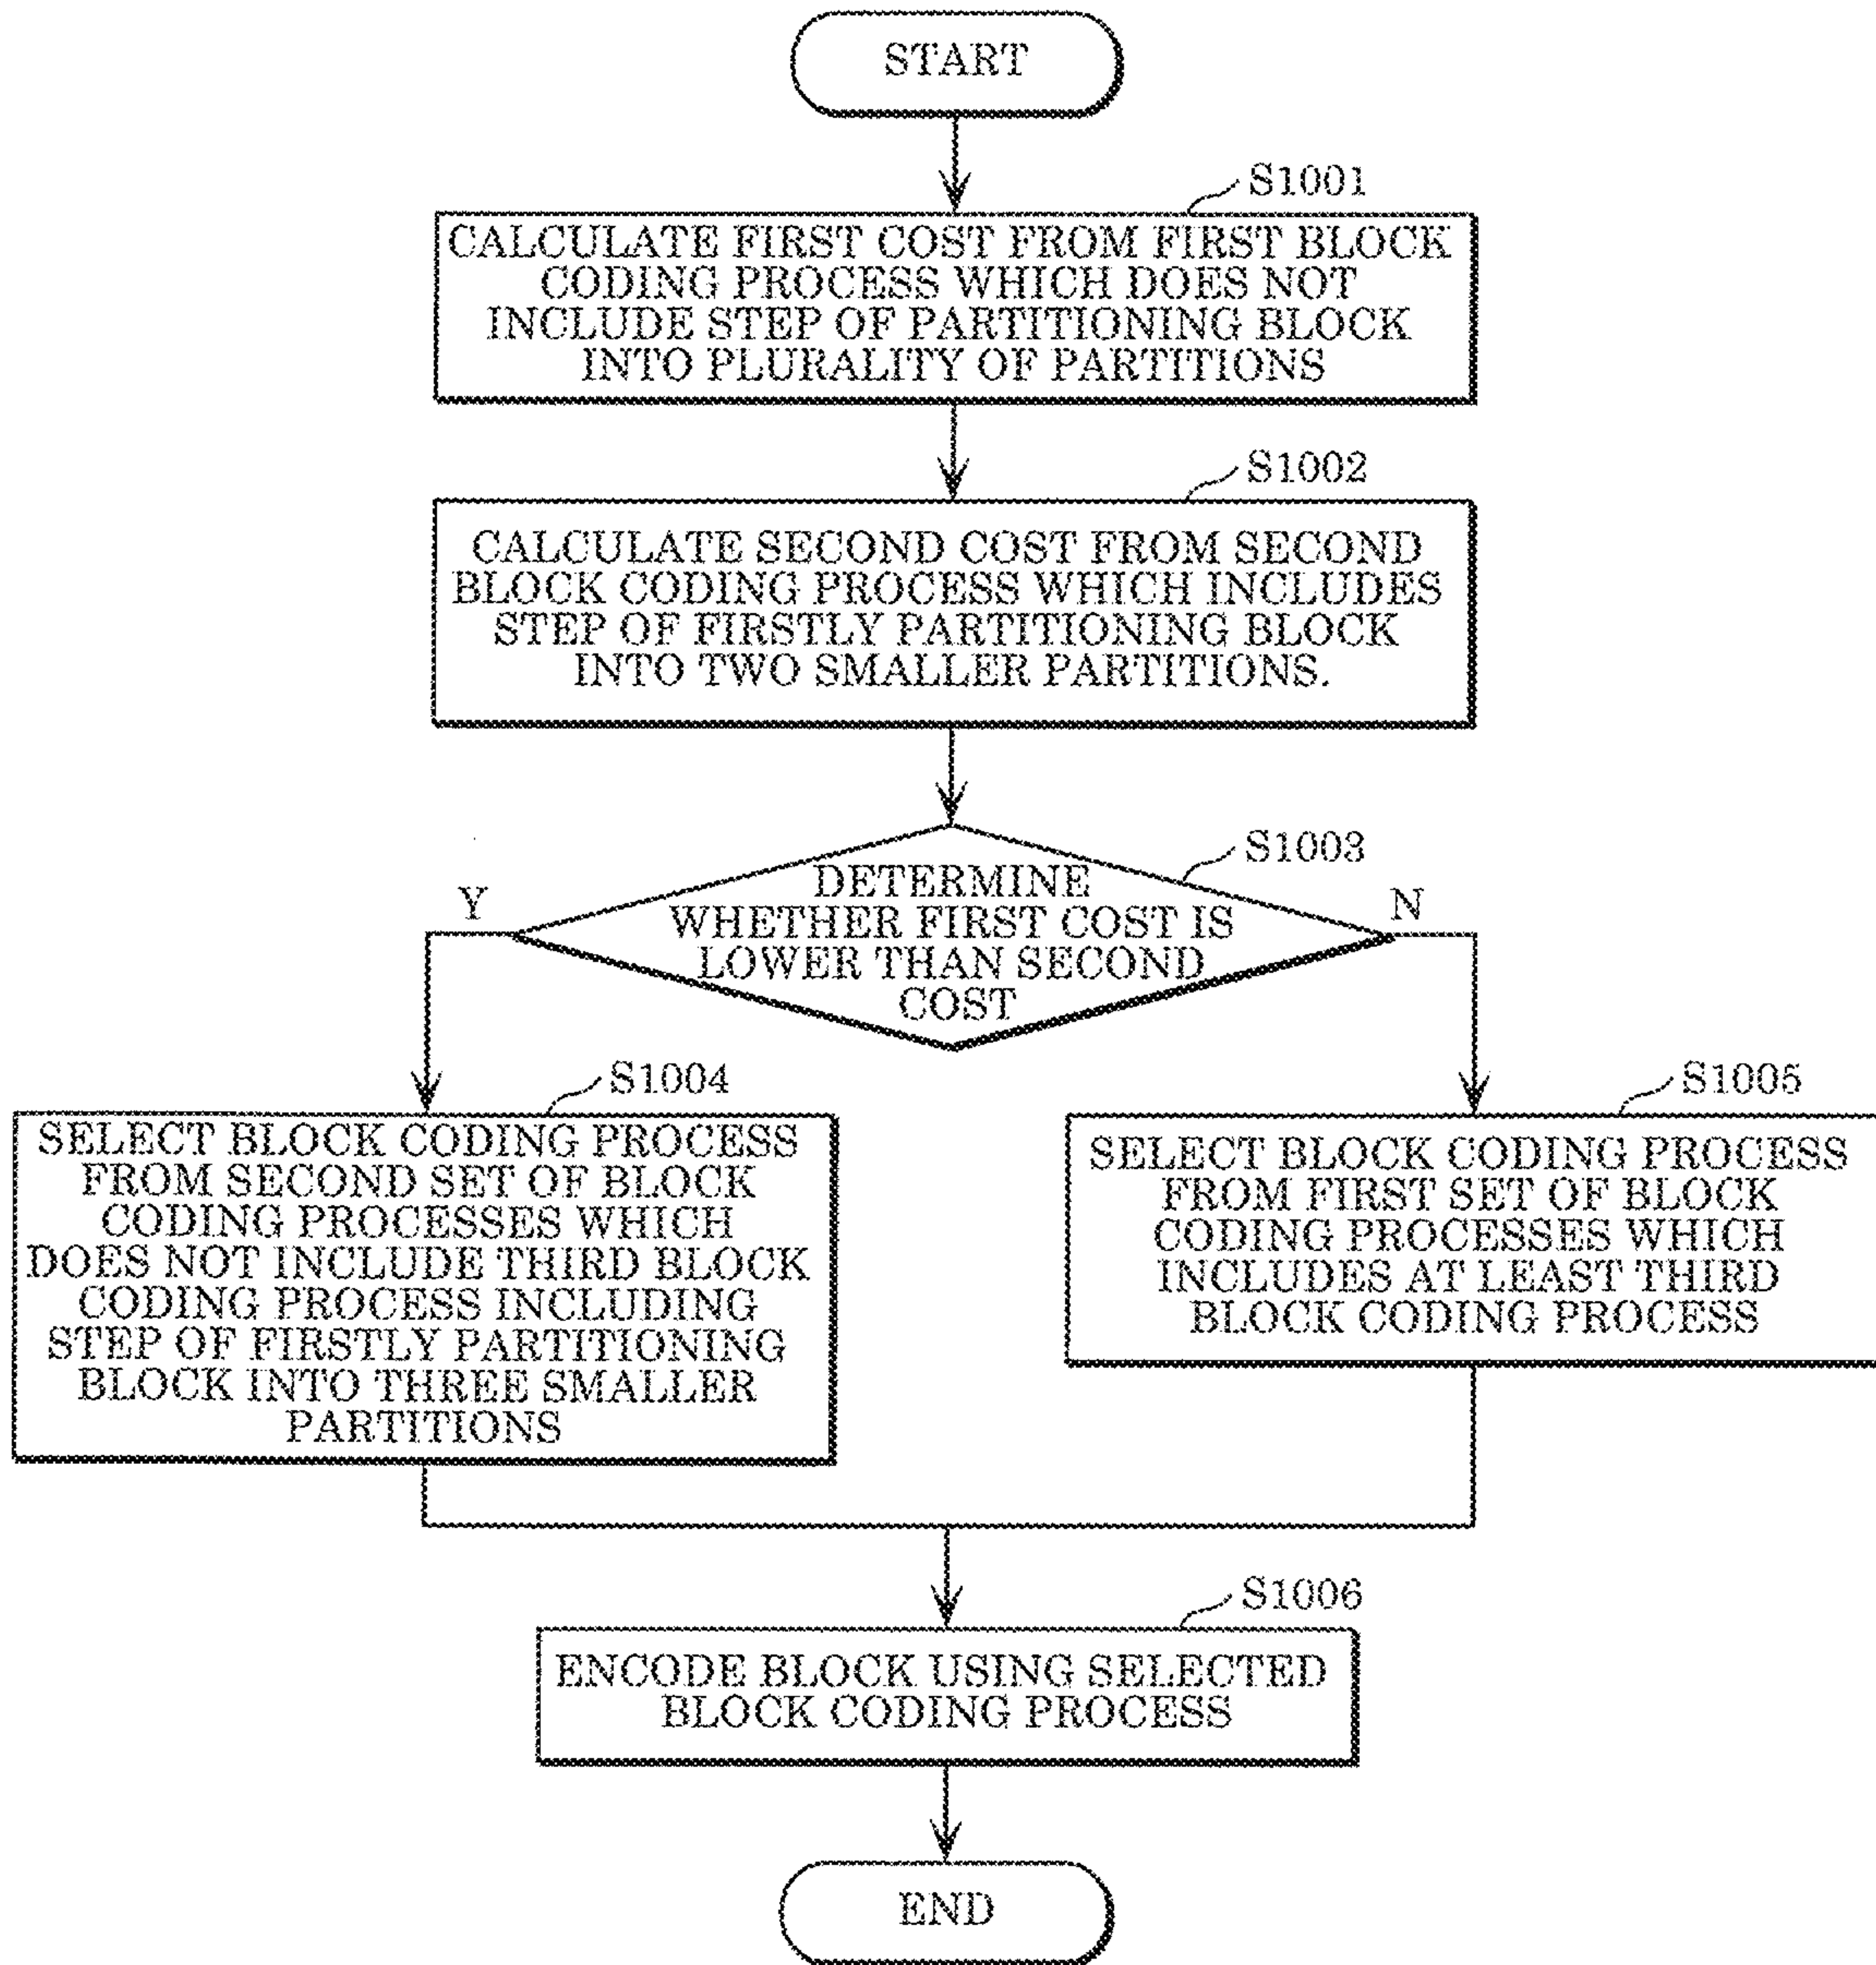 START
S1001
CALCULATE FIRST COST FROM FIRST BLOCK
CODING PROCESS WHICH DOES NOT
INCLUDE STEP OF PARTITIONING BLOCK
INTO PLURALITY OF PARTITIONS
S1002
CALCULATE SECOND COST FROM SECOND
BLOCK CODING PROCESS WHICH INCLUDES
STEP OF FIRSTLY PARTITIONING BLOCK
INTO TWO SMALLER PARTITIONS.
S1003
DETERMINE
WHETHER FIRST COST IS
LOWER THAN SECOND
COST
Y
N
S1004
SELECT BLOCK CODING PROCESS
FROM SECOND SET OF BLOCK
CODING PROCESSES WHICH
DOES NOT INCLUDE THIRD BLOCK
CODING PROCESS INCLUDING
STEP OF FIRSTLY PARTITIONING
BLOCK INTO THREE SMALLER
PARTITIONS
S1005
SELECT BLOCK CODING PROCESS
FROM FIRST SET OF BLOCK
CODING PROCESSES WHICH
INCLUDES AT LEAST THIRD
BLOCK CODING PROCESS
S1006
ENCODE BLOCK USING SELECTED
BLOCK CODING PROCESS
END